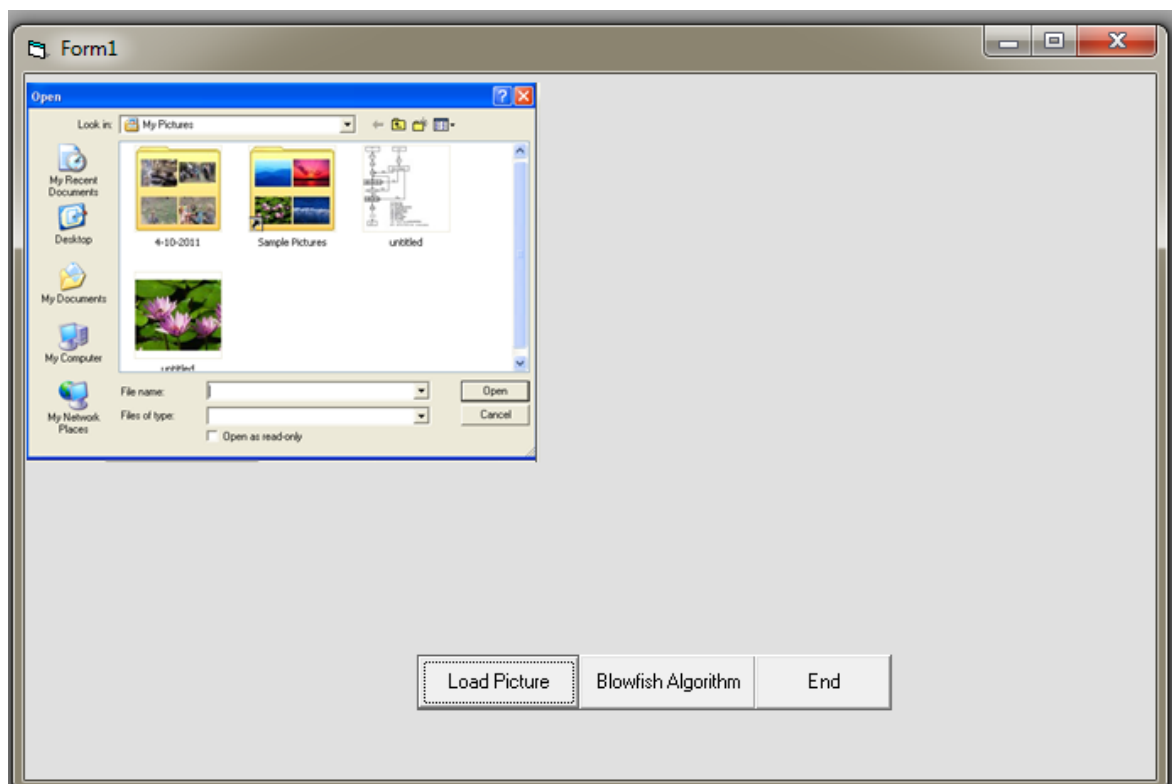 Form1
Open
Look in: My Pictures
My Recent
Documents
Desktop
My Documents
My Computer
My Network
Places
4-10-2011
Sample Pictures
untitled
untitled
File name:
Open
Files of type:
Cancel
Open as read-only
Load Picture
Blowfish Algorithm
End